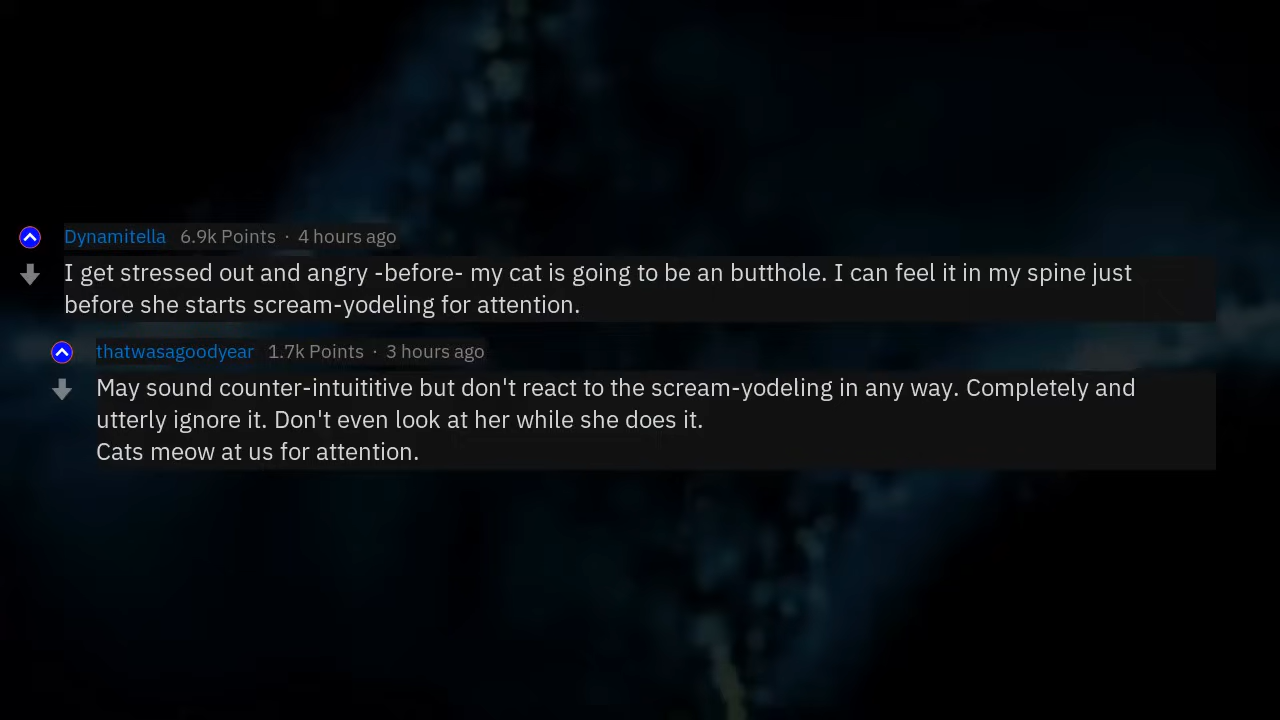 Dynamitella 6.9k Points · 4 hours ago
I get stressed out and angry -before- my cat is going to be an butthole. I can feel it in my spine just
before she starts scream-yodeling for attention.
thatwasagoodyear 1.7k Points · 3 hours ago
May sound counter-intuititive but don't react to the scream-yodeling in any way. Completely and
utterly ignore it. Don't even look at her while she does it.
Cats meow at us for attention.